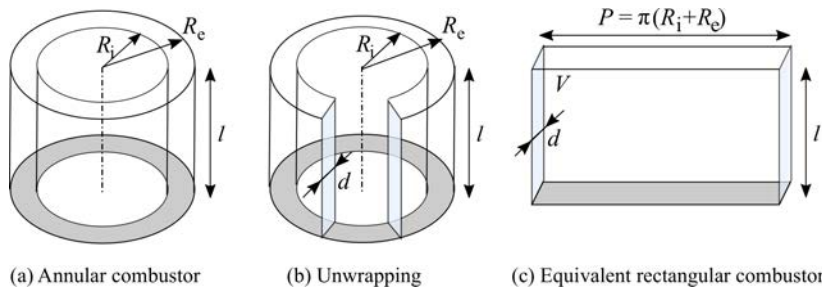 R_i
R_e
l
(a) Annular combustor
R_i
R_e
l
d
(b) Unwrapping
P = π(R_i+R_e)
V
d
l
(c) Equivalent rectangular combustor